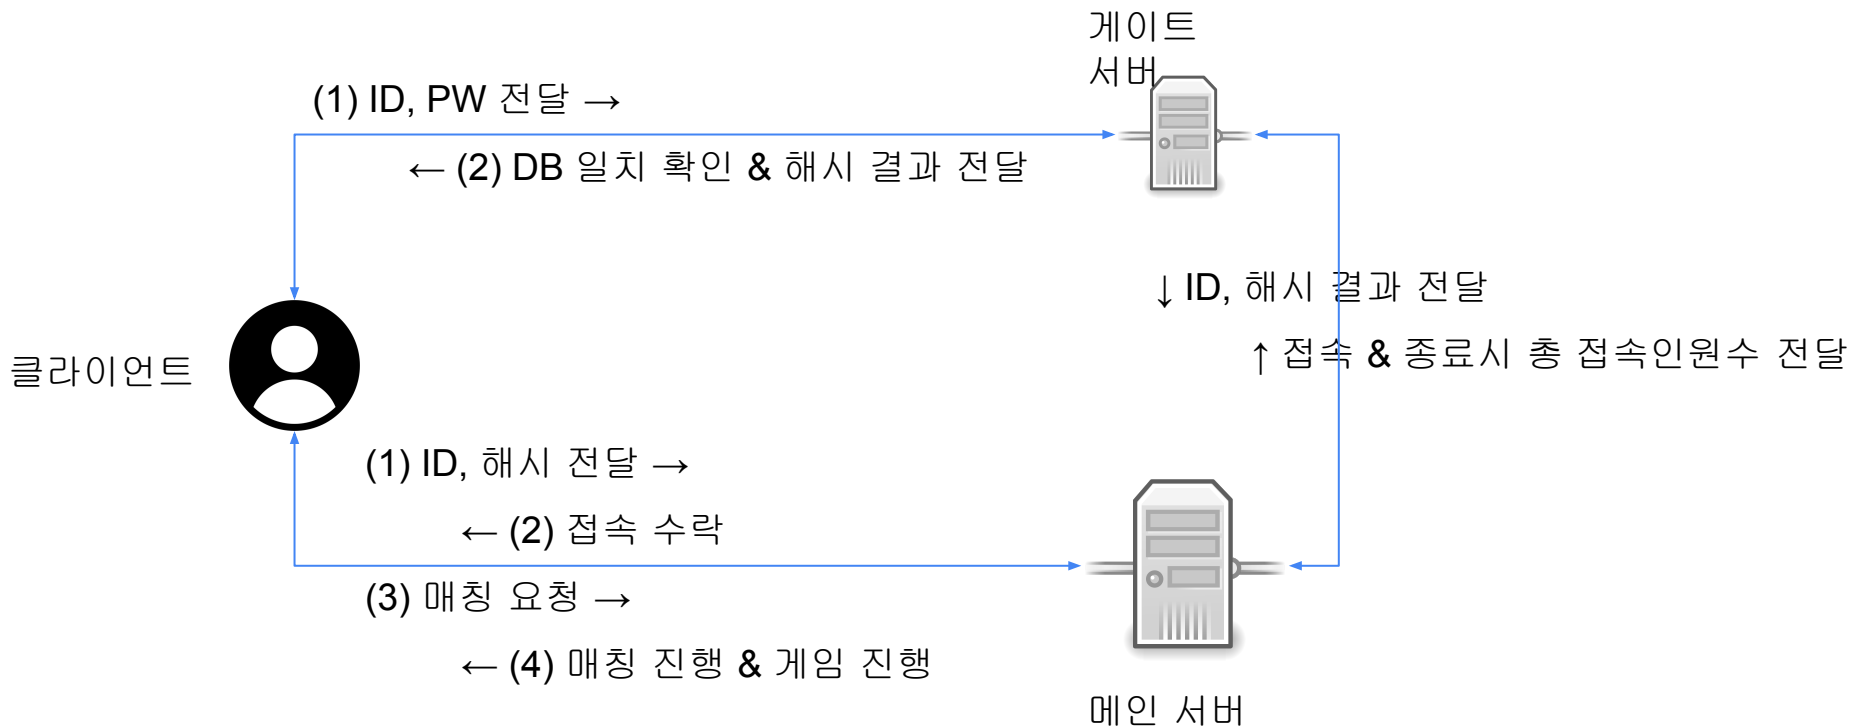 게이트
서버
(1) ID, PW 전달 →
← (2) DB 일치 확인 & 해시 결과 전달
↓ ID, 해시 결과 전달
↑ 접속 & 종료시 총 접속인원수 전달
클라이언트
(1) ID, 해시 전달 →
← (2) 접속 수락
(3) 매칭 요청 →
← (4) 매칭 진행 & 게임 진행
메인 서버